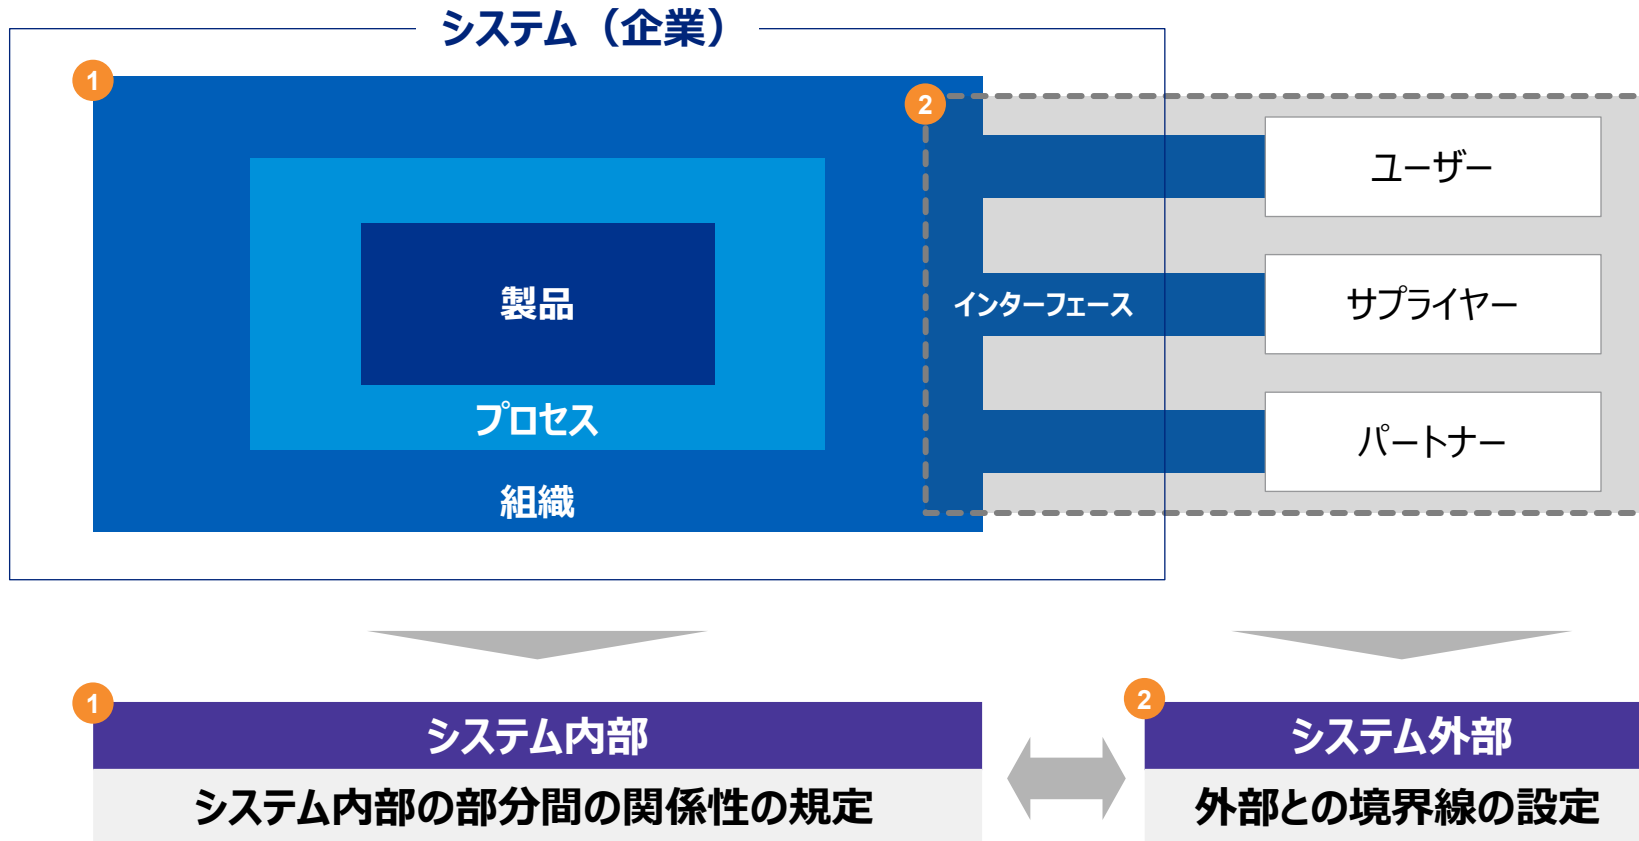 システム（企業）
1
2
製品
プロセス
組織
インターフェース
ユーザー
サプライヤー
パートナー
1
システム内部
システム内部の部分間の関係性の規定
2
システム外部
外部との境界線の設定